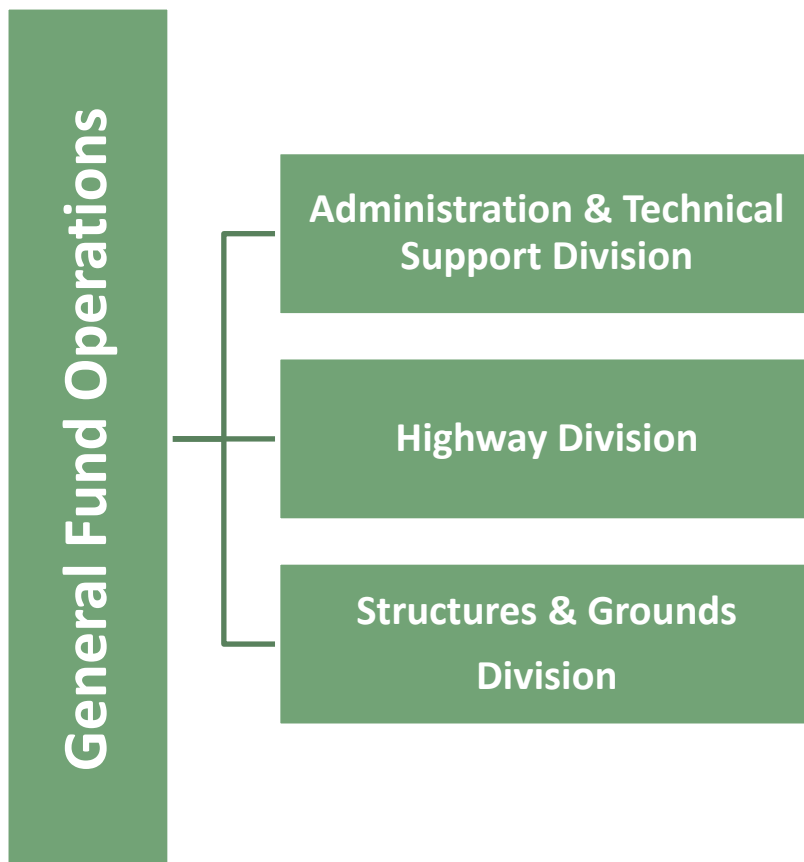 General Fund Operations
Administration & Technical
Support Division
Highway Division
Structures & Grounds
Division